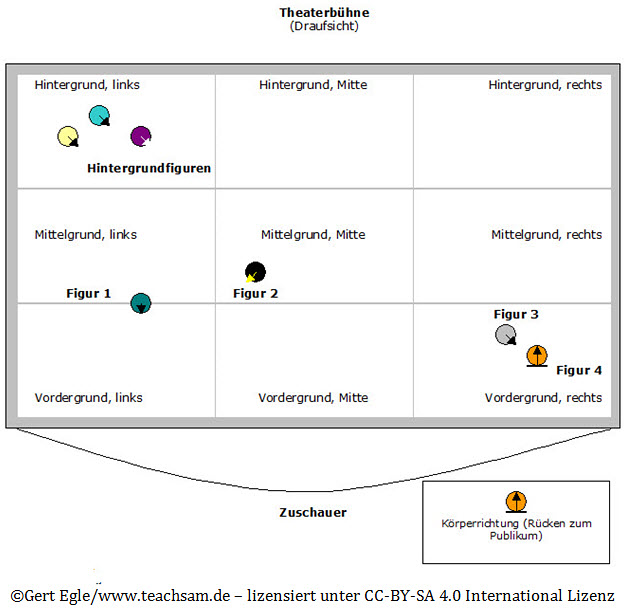 Theaterbühne
(Draufsicht)
Hintergrund, links
Hintergrund, Mitte
Hintergrund, rechts
Hintergrundfiguren
Mittelgrund, links
Mittelgrund, Mitte
Mittelgrund, rechts
Figur 1
Figur 2
Figur 3
Figur 4
Vordergrund, links
Vordergrund, Mitte
Vordergrund, rechts
Zuschauer
Körperrichtung (Rücken zum
Publikum)
©Gert Egle/www.teachsam.de – lizensiert unter CC-BY-SA 4.0 International Lizenz